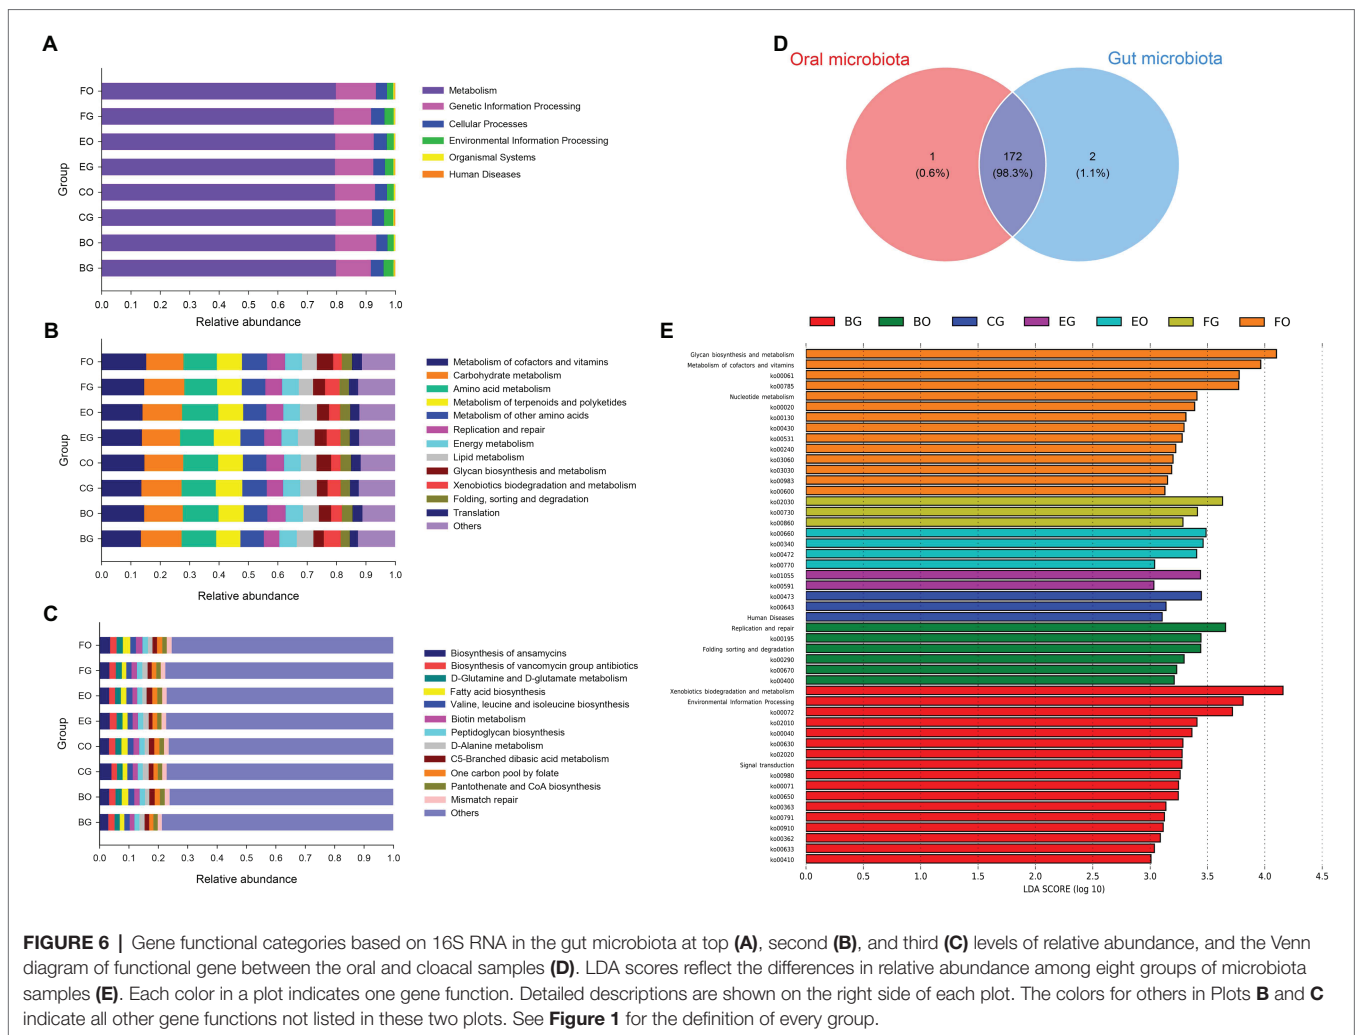 A
FO
FG
EO
EG
CO
CG
BO
BG
Group
0.0 0.1 0.2 0.3 0.4 0.5 0.6 0.7 0.8 0.9 1.0
Relative abundance
Metabolism
Genetic Information Processing
Cellular Processes
Environmental Information Processing
Organismal Systems
Human Diseases
B
FO
FG
EO
EG
CO
CG
BO
BG
Group
0.0 0.1 0.2 0.3 0.4 0.5 0.6 0.7 0.8 0.9 1.0
Relative abundance
Metabolism of cofactors and vitamins
Carbohydrate metabolism
Amino acid metabolism
Metabolism of terpenoids and polyketides
Metabolism of other amino acids
Replication and repair
Energy metabolism
Lipid metabolism
Glycan biosynthesis and metabolism
Xenobiotics biodegradation and metabolism
Folding, sorting and degradation
Translation
Others
C
FO
FG
EO
EG
CO
CG
BO
BG
Group
0.0 0.1 0.2 0.3 0.4 0.5 0.6 0.7 0.8 0.9 1.0
Relative abundance
Biosynthesis of ansamycins
Biosynthesis of vancomycin group antibiotics
D-Glutamine and D-glutamate metabolism
Fatty acid biosynthesis
Valine, leucine and isoleucine biosynthesis
Biotin metabolism
Peptidoglycan biosynthesis
D-Alanine metabolism
C5-Branched dibasic acid metabolism
One carbon pool by folate
Pantothenate and CoA biosynthesis
Mismatch repair
Others
D
Oral microbiota
Gut microbiota
1
(0.6%)
172
(98.3%)
2
(1.1%)
E
BG BO CG EG EO FG FO
Glycan biosynthesis and metabolism
Metabolism of cofactors and vitamins
ko00061
ko00785
Nucleotide metabolism
ko00020
ko00130
ko00430
ko00531
ko00240
ko03060
ko03030
ko00983
ko00600
ko02030
ko00730
ko00860
ko00660
ko00340
ko00472
ko00770
ko01055
ko00591
ko00473
ko00643
Human Diseases
Replication and repair
ko00195
Folding sorting and degradation
ko00290
ko00670
ko00400
Xenobiotics biodegradation and metabolism
Environmental Information Processing
ko00072
ko02010
ko00040
ko00630
ko02020
Signal transduction
ko00980
ko00071
ko00650
ko00363
ko00791
ko00910
ko00362
ko00633
ko00410
0.0 0.5 1.0 1.5 2.0 2.5 3.0 3.5 4.0 4.5
LDA SCORE (log 10)
FIGURE 6 | Gene functional categories based on 16S RNA in the gut microbiota at top (A), second (B), and third (C) levels of relative abundance, and the Venn
diagram of functional gene between the oral and cloacal samples (D). LDA scores reflect the differences in relative abundance among eight groups of microbiota
samples (E). Each color in a plot indicates one gene function. Detailed descriptions are shown on the right side of each plot. The colors for others in Plots B and C
indicate all other gene functions not listed in these two plots. See Figure 1 for the definition of every group.